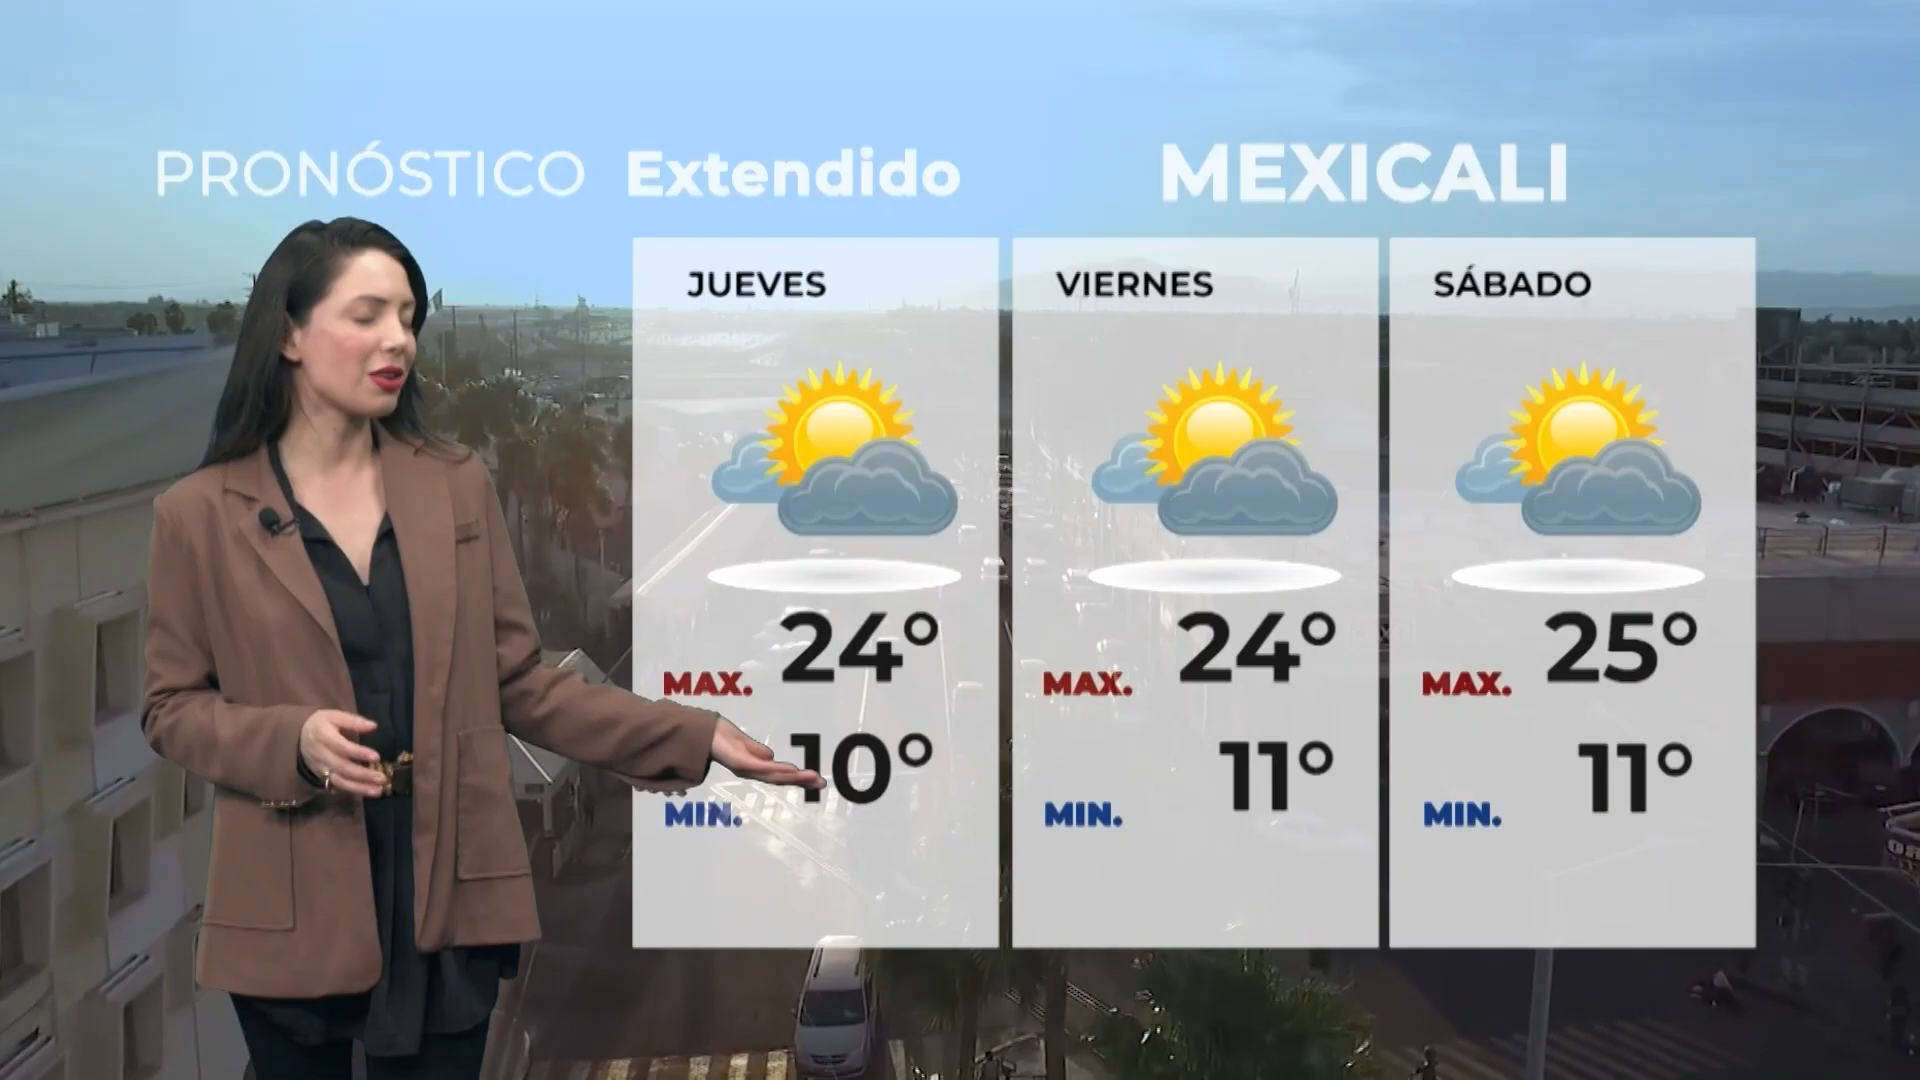 PRONÓSTICO Extendido
MEXICALI
JUEVES
MAX. 24°
MIN. 10°
VIERNES
MAX. 24°
MIN. 11°
SÁBADO
MAX. 25°
MIN. 11°